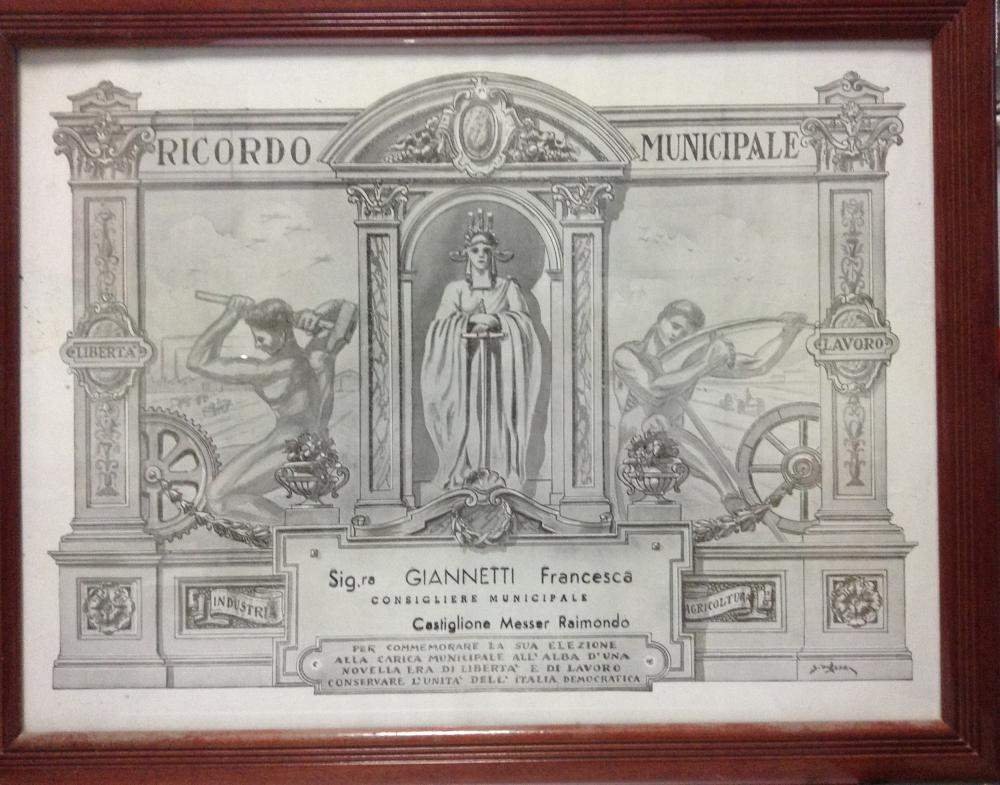 RICORDO MUNICIPALE
LIBERTA'
LAVORO
Sig.ra GIANNETTI Francesca
CONSIGLIERE MUNICIPALE
INDUSTRIA
AGRICOLTURA
Castiglione Messer Raimondo
PER COMMEMORARE LA SUA ELEZIONE
ALLA CARICA MUNICIPALE ALL'ALBA D'UNA
NOVELLA ERA DI LIBERTA' E DI LAVORO
CONSERVARE L'UNITA' DELL'ITALIA DEMOCRATICA